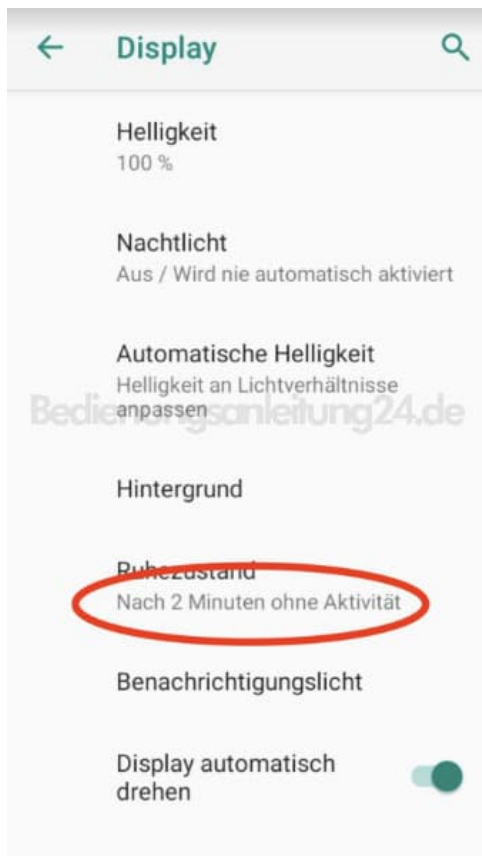 Display
Helligkeit
100 %
Nachtlicht
Aus / Wird nie automatisch aktiviert
Automatische Helligkeit
Helligkeit an Lichtverhältnisse
anpassen
Bedienungsanleitung24.de
Hintergrund
Ruhezustand
Nach 2 Minuten ohne Aktivität
Benachrichtigungslicht
Display automatisch
drehen